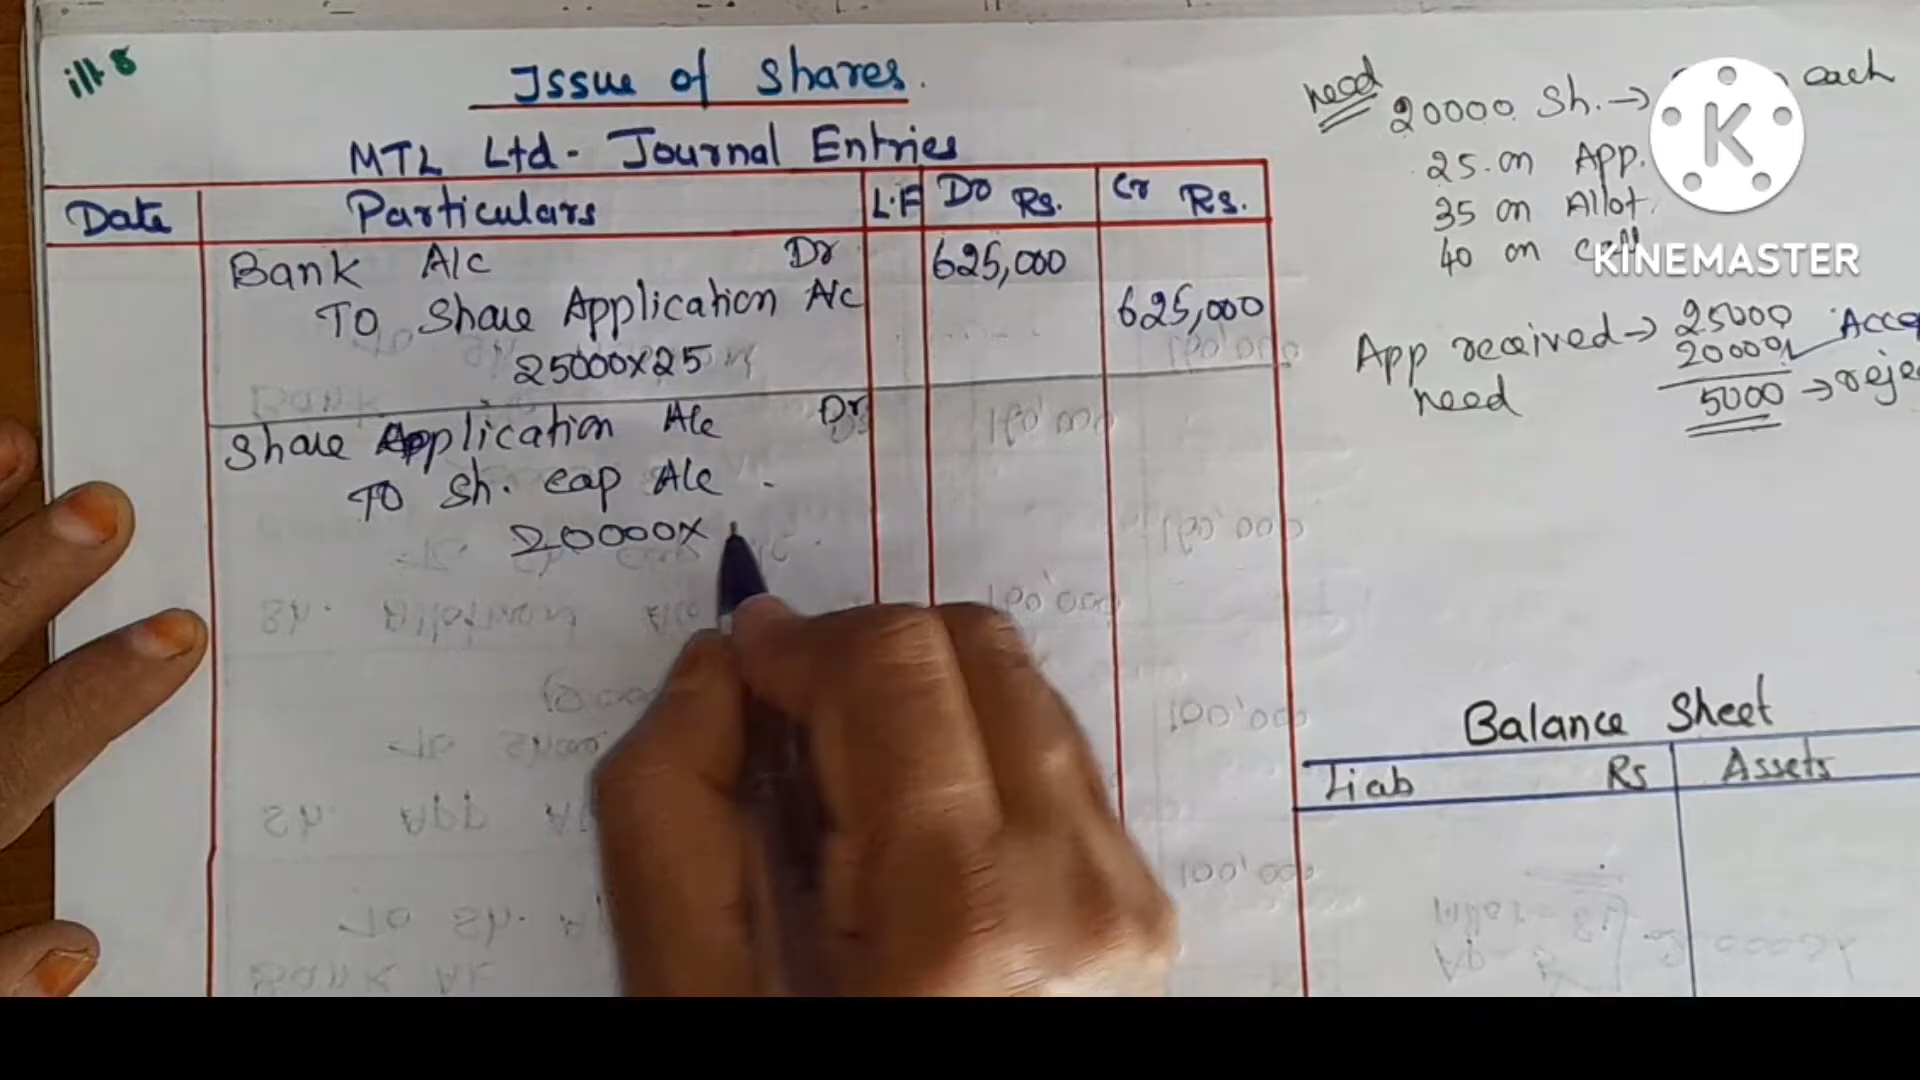 ill 8
Issue of Shares.
MTL Ltd - Journal Entries
Date Particulars L.F Dr Rs. Cr Rs.
Bank A/c Dr 625,000
TO Share Application A/c 625,000
25000x25
Share Application A/c Dr
TO Sh. cap A/c
20000x
need 20000 Sh. → each
25 on App.
35 on Allot.
40 on call
K
KINEMASTER
App received → 25000
need 20000
5000 →
Balance Sheet
Liab Rs Assets